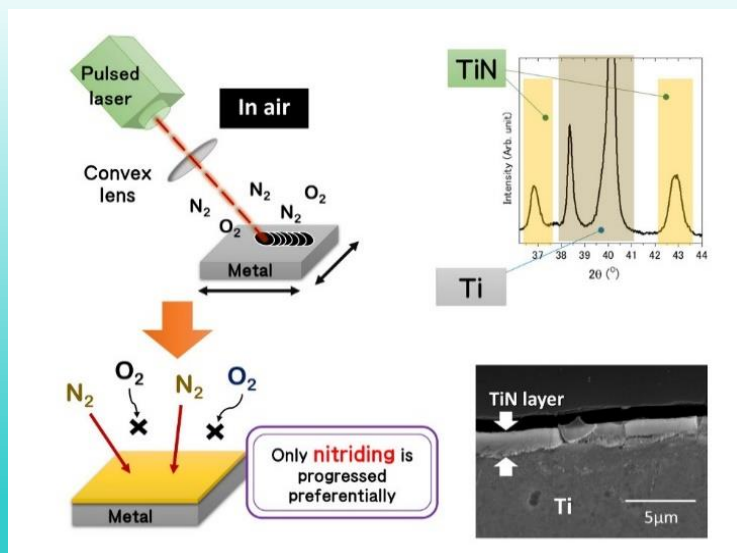 Pulsed
laser
In air
Convex
lens
N₂
O₂
N₂
N₂
O₂
Metal
O₂
N₂
O₂
N₂
Only nitriding is
progressed
preferentially
Metal
TiN
Intensity (Arb. unit)
37 38 39 40 41 42 43 44
2θ (°)
Ti
TiN layer
Ti
5μm